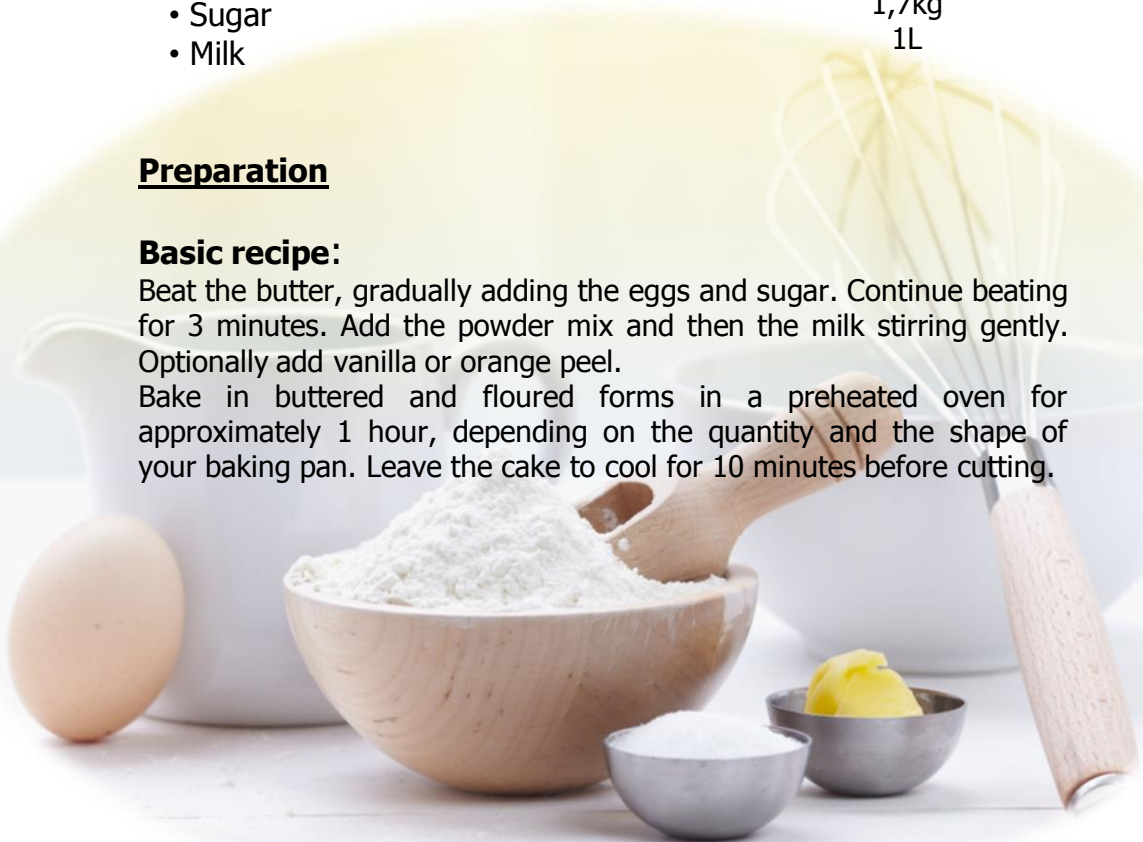 • Sugar 1,7kg
• Milk 1L
Preparation
Basic recipe:
Beat the butter, gradually adding the eggs and sugar. Continue beating
for 3 minutes. Add the powder mix and then the milk stirring gently.
Optionally add vanilla or orange peel.
Bake in buttered and floured forms in a preheated oven for
approximately 1 hour, depending on the quantity and the shape of
your baking pan. Leave the cake to cool for 10 minutes before cutting.